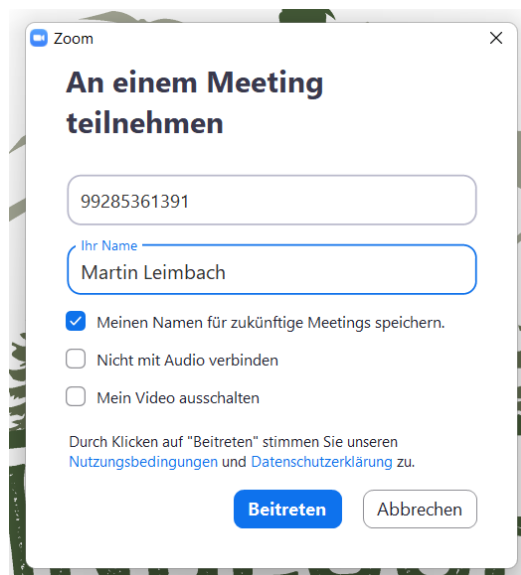 Zoom
An einem Meeting
teilnehmen
99285361391
Ihr Name
Martin Leimbach
Meinen Namen für zukünftige Meetings speichern.
Nicht mit Audio verbinden
Mein Video ausschalten
Durch Klicken auf "Beitreten" stimmen Sie unseren
Nutzungsbedingungen und Datenschutzerklärung zu.
Beitreten Abbrechen